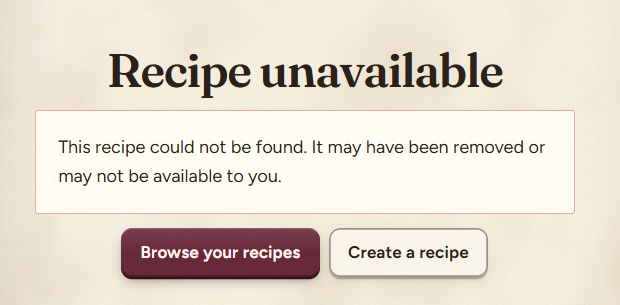 Recipe unavailable
This recipe could not be found. It may have been removed or
may not be available to you.
Browse your recipes
Create a recipe